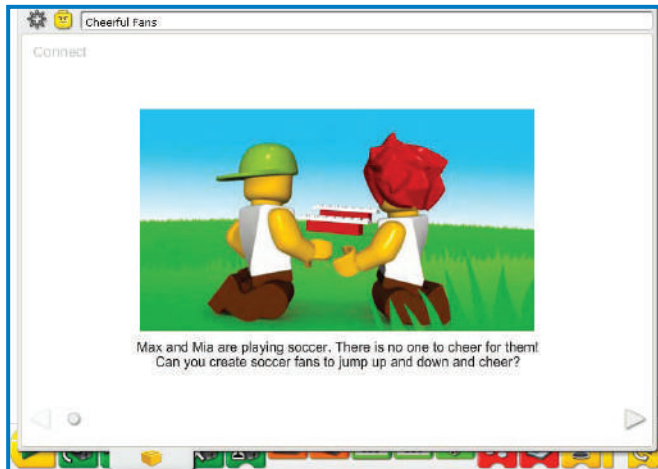 Cheerful Fans
Connect
Max and Mia are playing soccer. There is no one to cheer for them!
Can you create soccer fans to jump up and down and cheer?